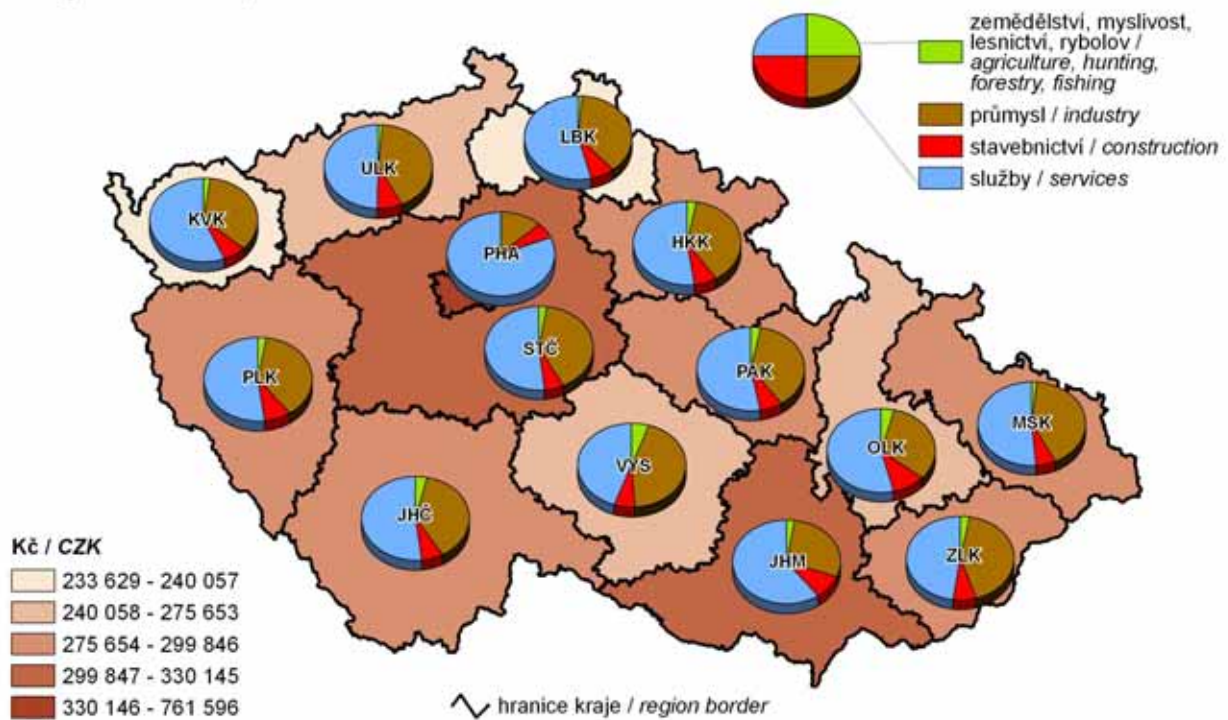 zemědělství, myslivost,
lesnictví, rybolov /
agriculture, hunting,
forestry, fishing
průmysl / industry
stavebnictví / construction
služby / services
LBK
ULK
KVK
PHA
HKK
STČ
PLK
PAK
MSK
OLK
VYS
JHČ
JHM
ZLK
Kč / CZK
233 629 - 240 057
240 058 - 275 653
275 654 - 299 846
299 847 - 330 145
330 146 - 761 596
hranice kraje / region border